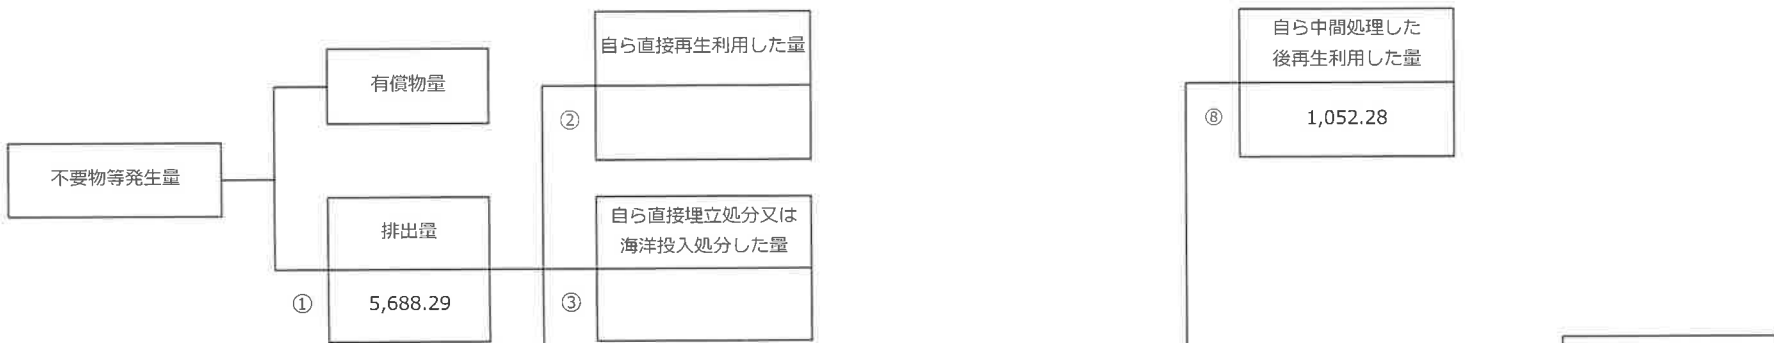 自ら直接再生利用した量
自ら中間処理した
後再生利用した量
有償物量
②
⑧
1,052.28
不要物等発生量
排出量
自ら直接埋立処分又は
海洋投入処分した量
①
5,688.29
③